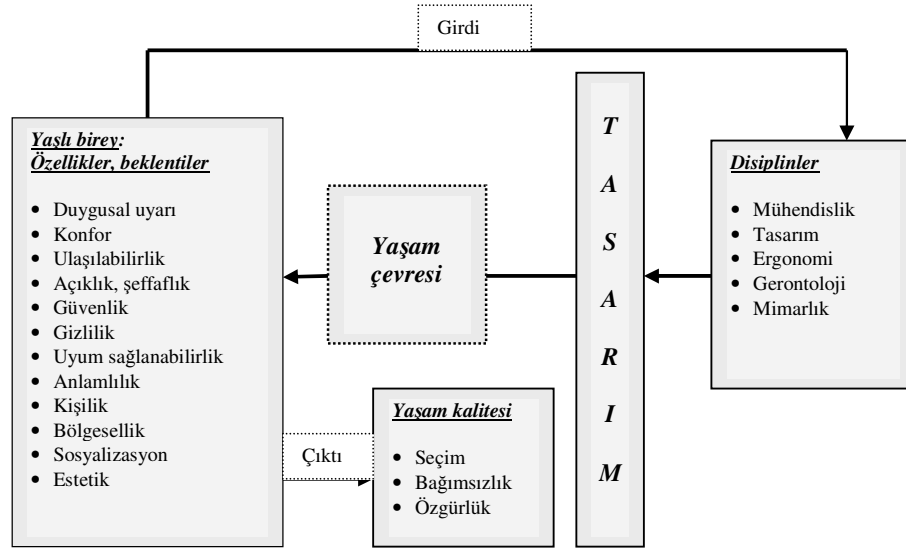 Girdi
Yaşlı birey:
Özellikler, beklentiler
• Duygusal uyarı
• Konfor
• Ulaşılabilirlik
• Açıklık, şeffaflık
• Güvenlik
• Gizlilik
• Uyum sağlanabilirlik
• Anlamlılık
• Kişilik
• Bölgesellik
• Sosyalizasyon
• Estetik
Yaşam
çevresi
Çıktı
Yaşam kalitesi
• Seçim
• Bağımsızlık
• Özgürlük
T
A
S
A
R
I
M
Disiplinler
• Mühendislik
• Tasarım
• Ergonomi
• Gerontoloji
• Mimarlık